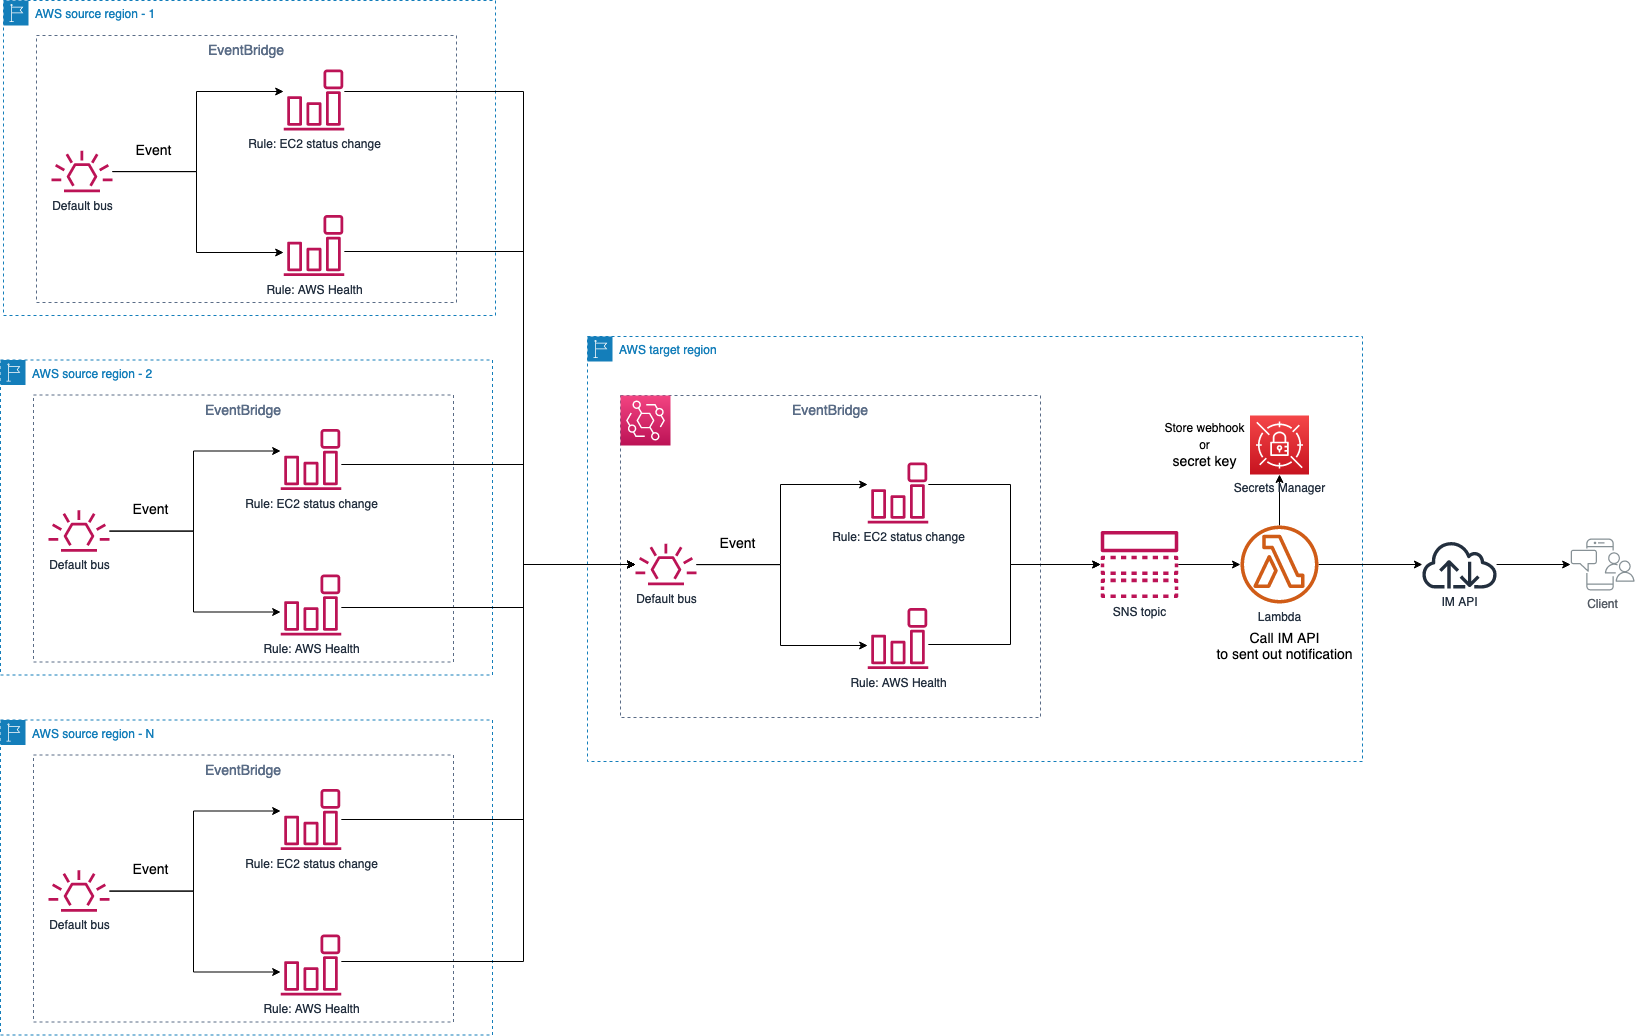 AWS source region - 1
EventBridge
Rule: EC2 status change
Event
Default bus
Rule: AWS Health
AWS source region - 2
EventBridge
Rule: EC2 status change
Event
Default bus
Rule: AWS Health
AWS source region - N
EventBridge
Rule: EC2 status change
Event
Default bus
Rule: AWS Health
AWS target region
EventBridge
Rule: EC2 status change
Event
Default bus
Rule: AWS Health
SNS topic
Store webhook
or
secret key
Secrets Manager
Lambda
Call IM API
to sent out notification
IM API
Client